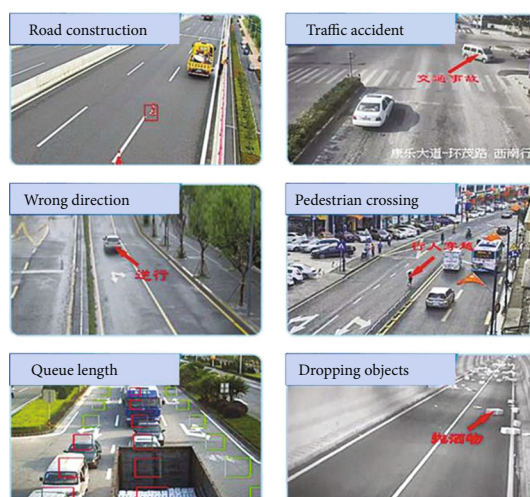 Road construction
Traffic accident
交通事故
康乐大道-环茂路 西南行
Wrong direction
逆行
Pedestrian crossing
行人穿越
Queue length
Dropping objects
抛洒物